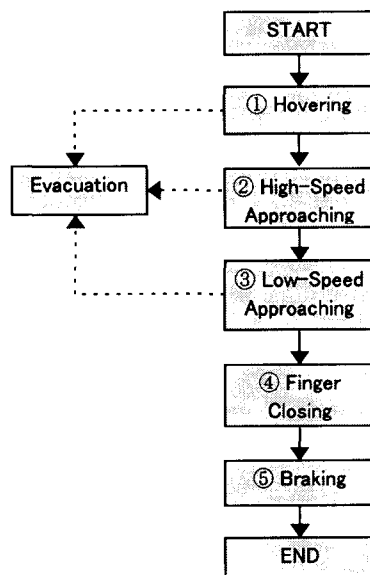 START
① Hovering
Evacuation
② High-Speed
Approaching
③ Low-Speed
Approaching
④ Finger
Closing
⑤ Braking
END